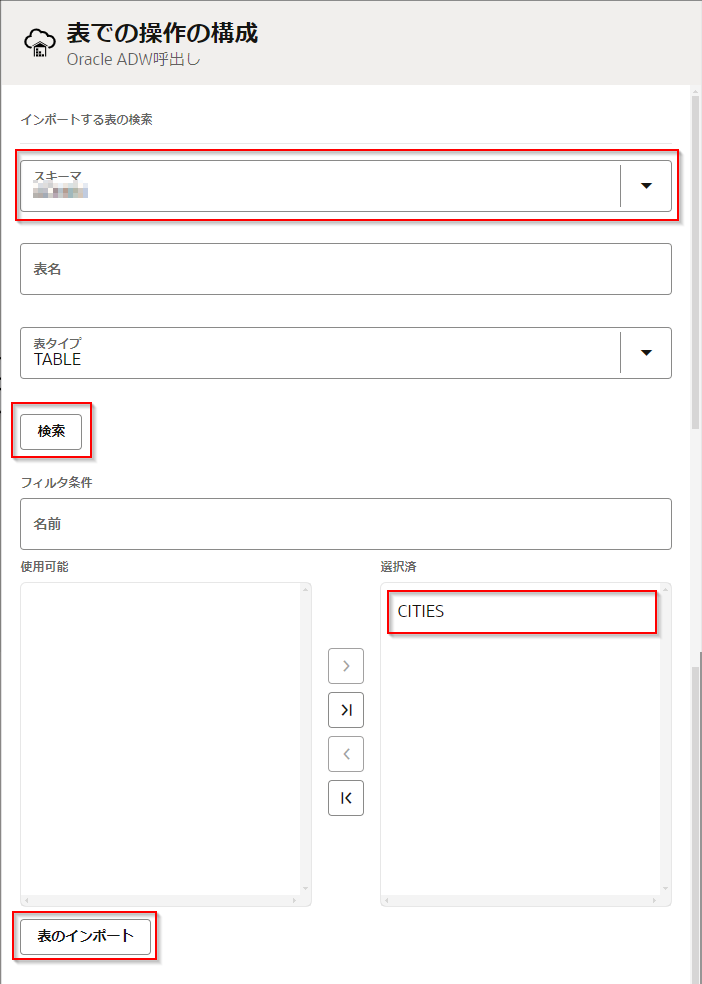 表での操作の構成
Oracle ADW呼出し
インポートする表の検索
スキーマ
表名
表タイプ
TABLE
検索
フィルタ条件
名前
使用可能
選択済
CITIES
表のインポート